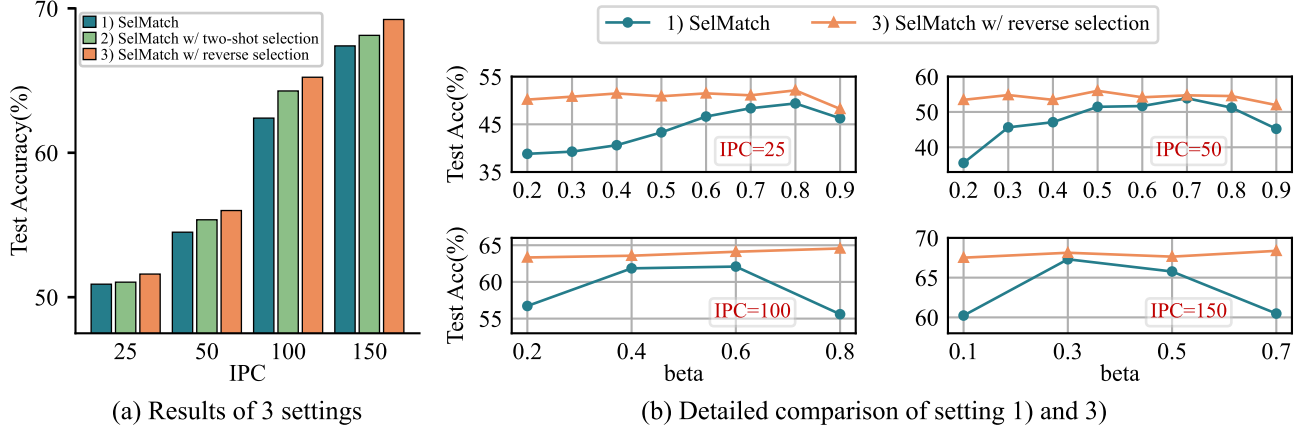 1) SelMatch
2) SelMatch w/ two-shot selection
3) SelMatch w/ reverse selection
Test Accuracy(%)
70
60
50
25 50 100 150
IPC
(a) Results of 3 settings
1) SelMatch 3) SelMatch w/ reverse selection
Test Acc(%)
55
45
35
IPC=25
0.2 0.3 0.4 0.5 0.6 0.7 0.8 0.9
60
50
40
IPC=50
0.2 0.3 0.4 0.5 0.6 0.7 0.8 0.9
Test Acc(%)
65
60
55
IPC=100
0.2 0.4 0.6 0.8
beta
70
65
60
IPC=150
0.1 0.3 0.5 0.7
beta
(b) Detailed comparison of setting 1) and 3)